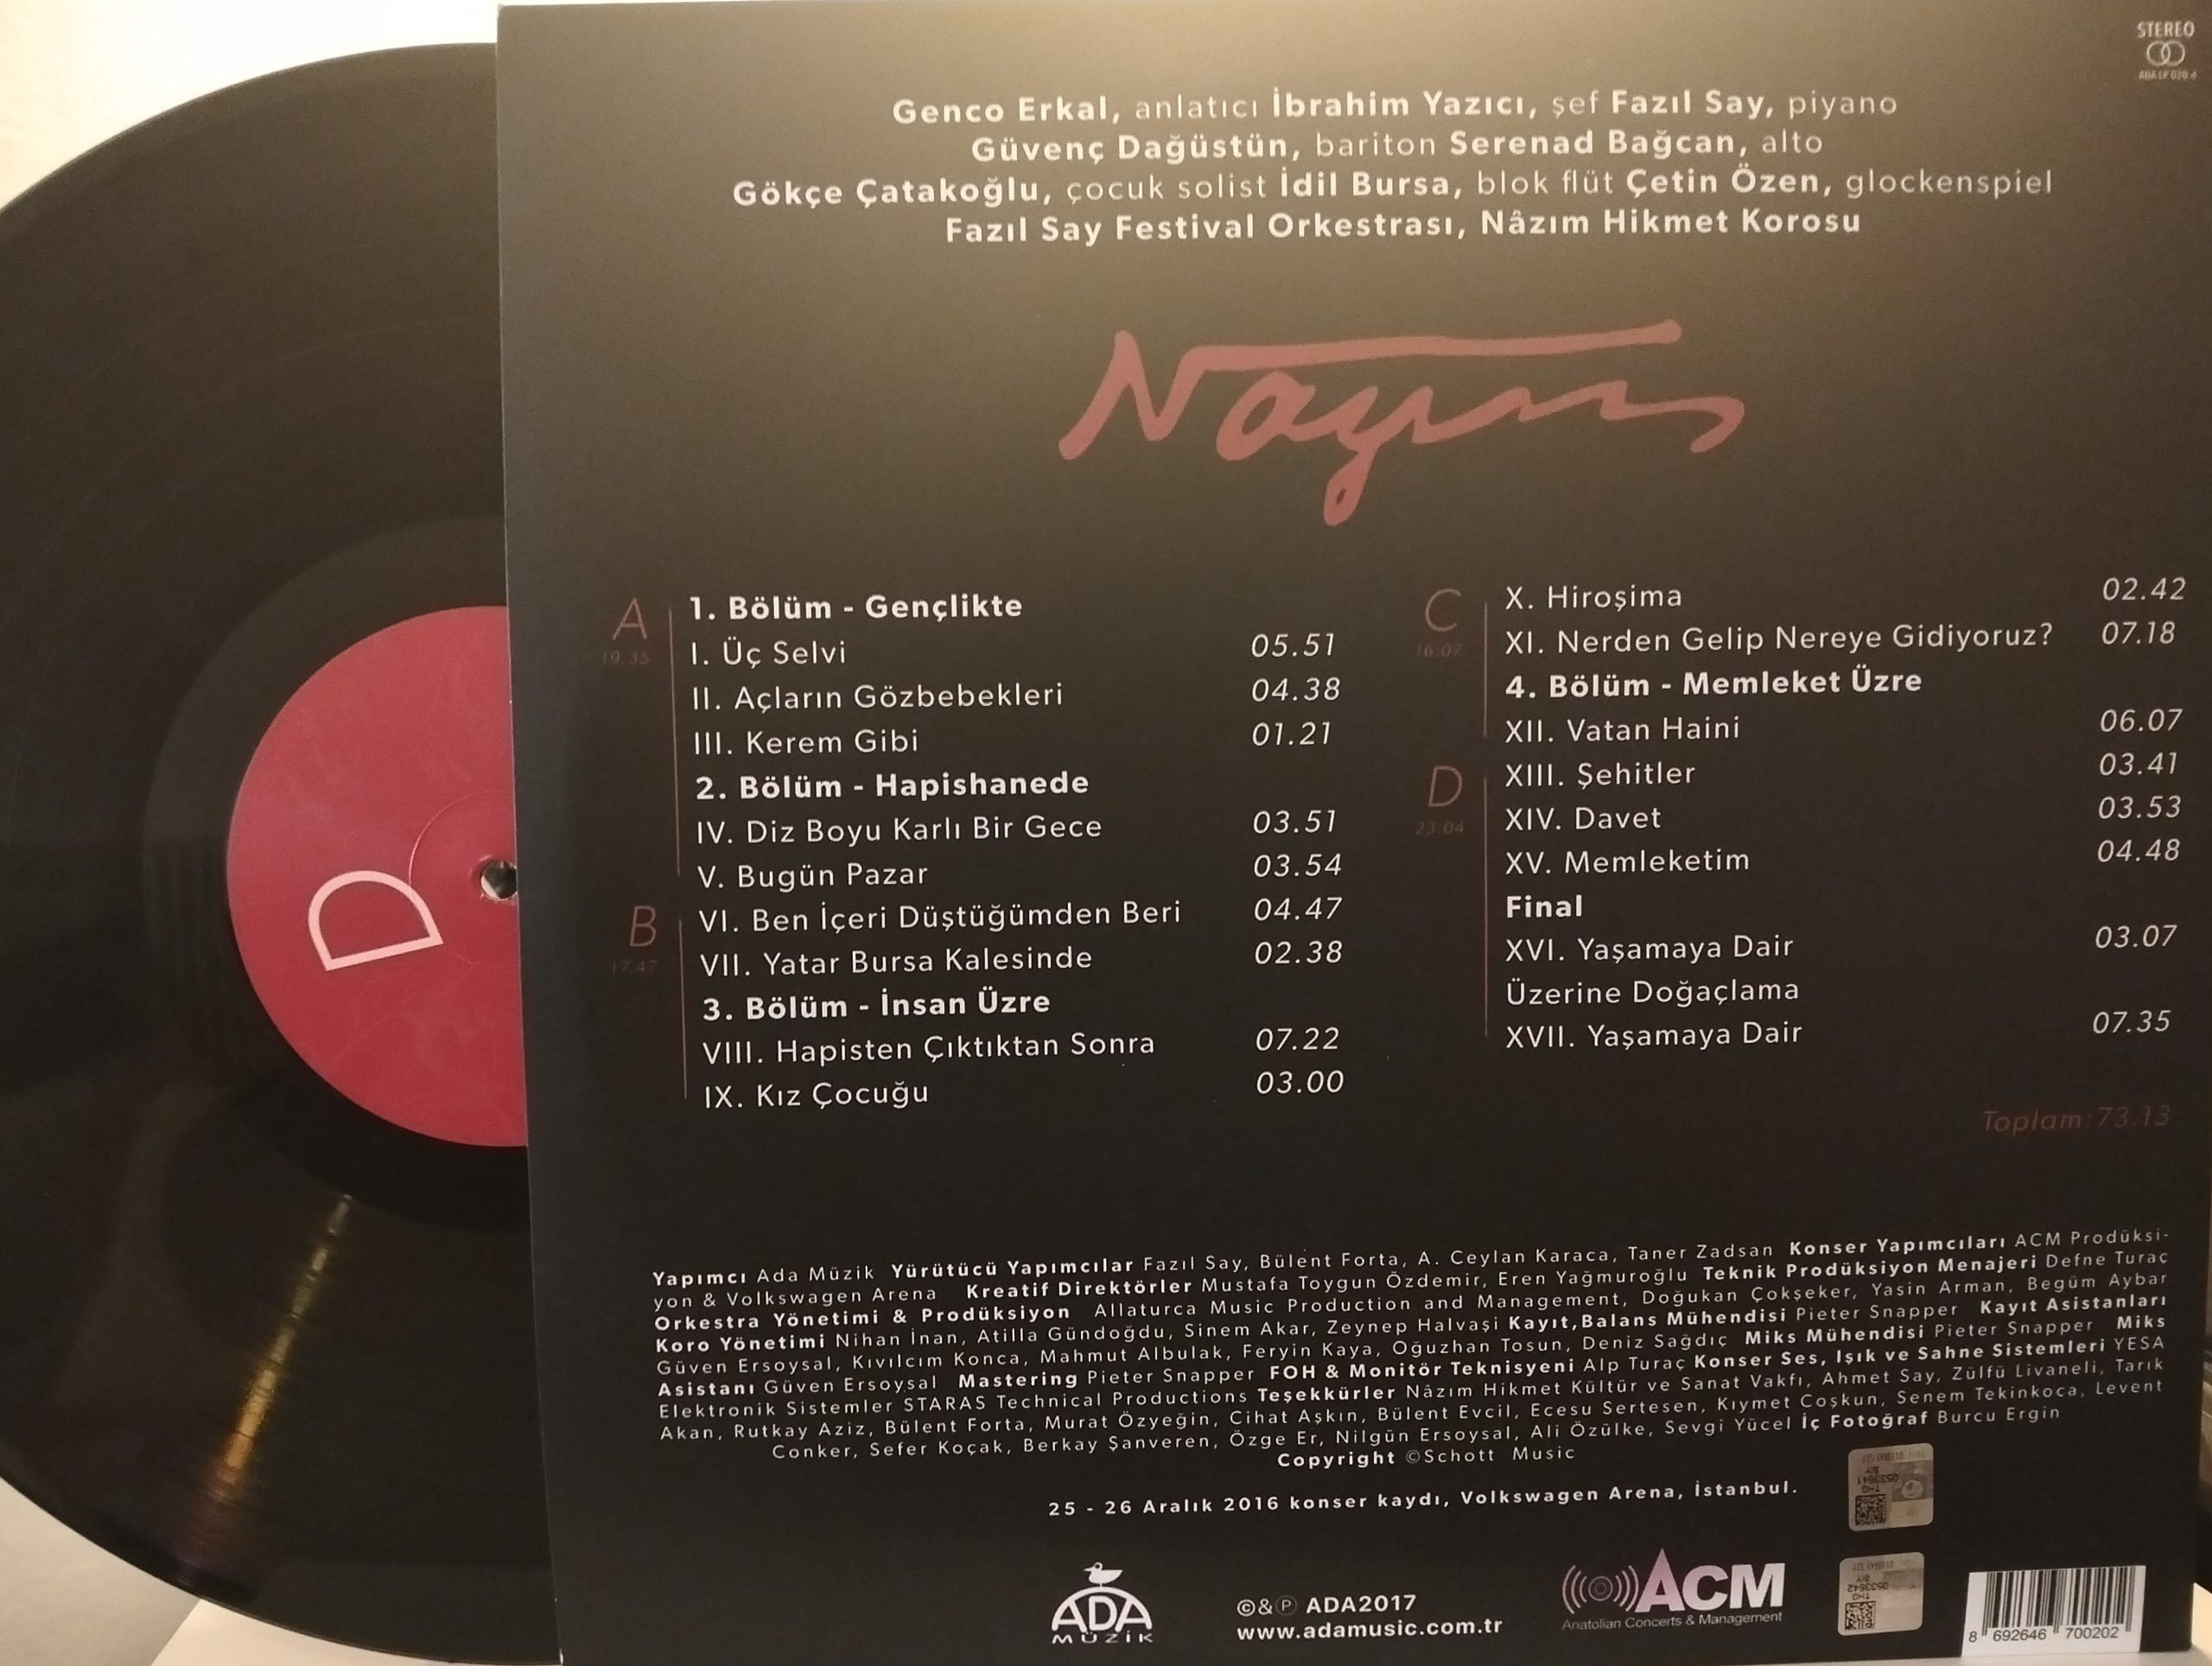 STEREO
ADA LP 020-4
Genco Erkal, anlatıcı İbrahim Yazıcı, şef Fazıl Say, piyano
Güvenç Dağüstün, bariton Serenad Bağcan, alto
Gökçe Çatakoğlu, çocuk solist İdil Bursa, blok flüt Çetin Özen, glockenspiel
Fazıl Say Festival Orkestrası, Nâzım Hikmet Korosu
A
19.35
1. Bölüm - Gençlikte
I. Üç Selvi 05.51
II. Açların Gözbebekleri 04.38
III. Kerem Gibi 01.21
2. Bölüm - Hapishanede
IV. Diz Boyu Karlı Bir Gece 03.51
V. Bugün Pazar 03.54
B
17.47
VI. Ben İçeri Düştüğümden Beri 04.47
VII. Yatar Bursa Kalesinde 02.38
3. Bölüm - İnsan Üzre
VIII. Hapisten Çıktıktan Sonra 07.22
IX. Kız Çocuğu 03.00
C
16.07
X. Hiroşima 02.42
XI. Nerden Gelip Nereye Gidiyoruz? 07.18
4. Bölüm - Memleket Üzre
XII. Vatan Haini 06.07
D
23.04
XIII. Şehitler 03.41
XIV. Davet 03.53
XV. Memleketim 04.48
Final
XVI. Yaşamaya Dair 03.07
Üzerine Doğaçlama
XVII. Yaşamaya Dair 07.35
Toplam:73.13
D
Yapımcı Ada Müzik Yürütücü Yapımcılar Fazıl Say, Bülent Forta, A. Ceylan Karaca, Taner Zadsan Konser Yapımcıları ACM Prodüksi-
yon & Volkswagen Arena Kreatif Direktörler Mustafa Toygun Özdemir, Eren Yağmuroğlu Teknik Prodüksiyon Menajeri Defne Turaç
Orkestra Yönetimi & Prodüksiyon Allaturca Music Production and Management, Doğukan Çokşeker, Yasin Arman, Begüm Aybar
Koro Yönetimi Nihan İnan, Atilla Gündoğdu, Sinem Akar, Zeynep Halvaşi Kayıt,Balans Mühendisi Pieter Snapper Kayıt Asistanları
Güven Ersoysal, Kıvılcım Konca, Mahmut Albulak, Feryin Kaya, Oğuzhan Tosun, Deniz Sağdıç Miks Mühendisi Pieter Snapper Miks
Asistanı Güven Ersoysal Mastering Pieter Snapper FOH & Monitör Teknisyeni Alp Turaç Konser Ses, Işık ve Sahne Sistemleri YESA
Elektronik Sistemler STARAS Technical Productions Teşekkürler Nâzım Hikmet Kültür ve Sanat Vakfı, Ahmet Say, Zülfü Livaneli, Tarık
Akan, Rutkay Aziz, Bülent Forta, Murat Özyeğin, Cihat Aşkın, Bülent Evcil, Ecesu Sertesen, Kıymet Coşkun, Senem Tekinkoca, Levent
Conker, Sefer Koçak, Berkay Şanveren, Özge Er, Nilgün Ersoysal, Ali Özülke, Sevgi Yücel İç Fotoğraf Burcu Ergin
Copyright ©Schott Music
25 - 26 Aralık 2016 konser kaydı, Volkswagen Arena, İstanbul.
ADA
MÜZİK
©&℗ ADA2017
www.adamusic.com.tr
ACM
Anatolian Concerts & Management
8 692646 700202